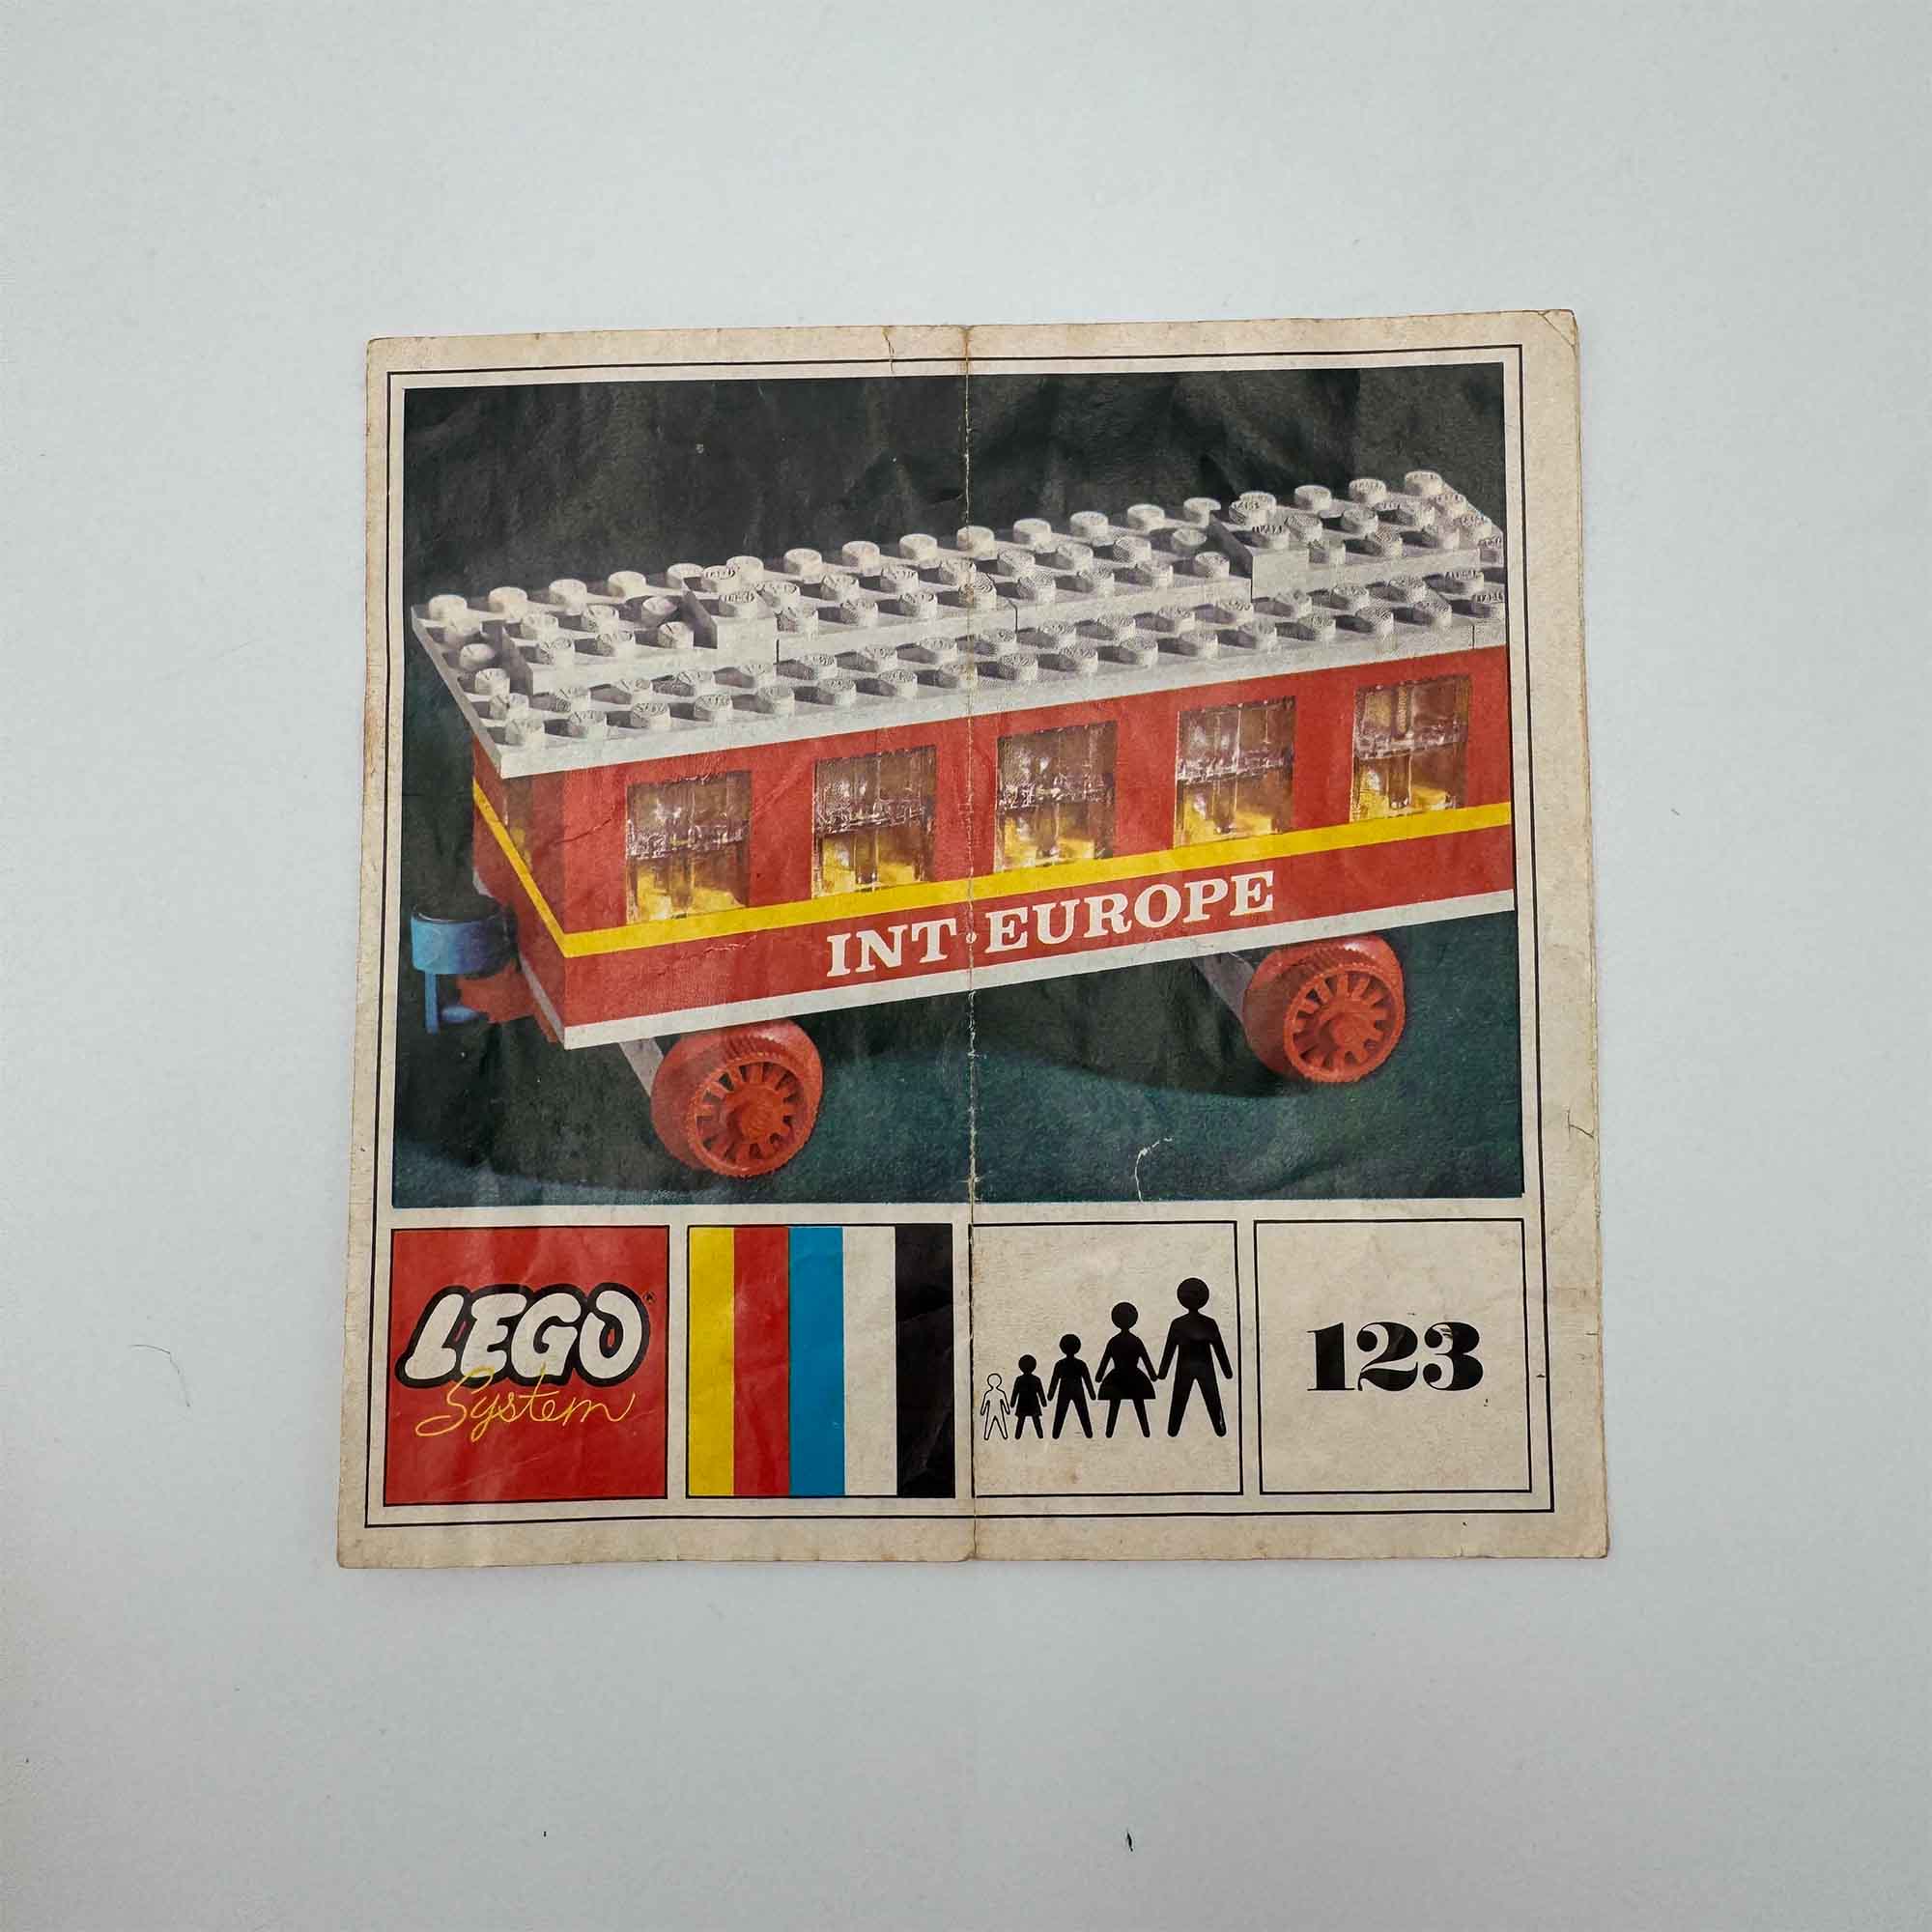 INT·EUROPE
LEGO®
System
123